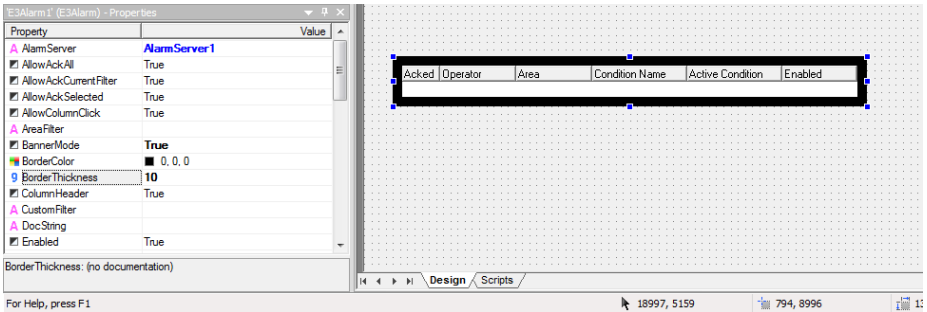 'E3Alarm1' (E3Alarm) - Properties
Property Value
AlarmServer AlarmServer1
AllowAckAll True
AllowAckCurrentFilter True
AllowAckSelected True
AllowColumnClick True
AreaFilter
BannerMode True
BorderColor 0, 0, 0
BorderThickness 10
ColumnHeader True
CustomFilter
DocString
Enabled True
BorderThickness: (no documentation)
Acked Operator Area Condition Name Active Condition Enabled
Design Scripts
For Help, press F1 18997, 5159 794, 8996